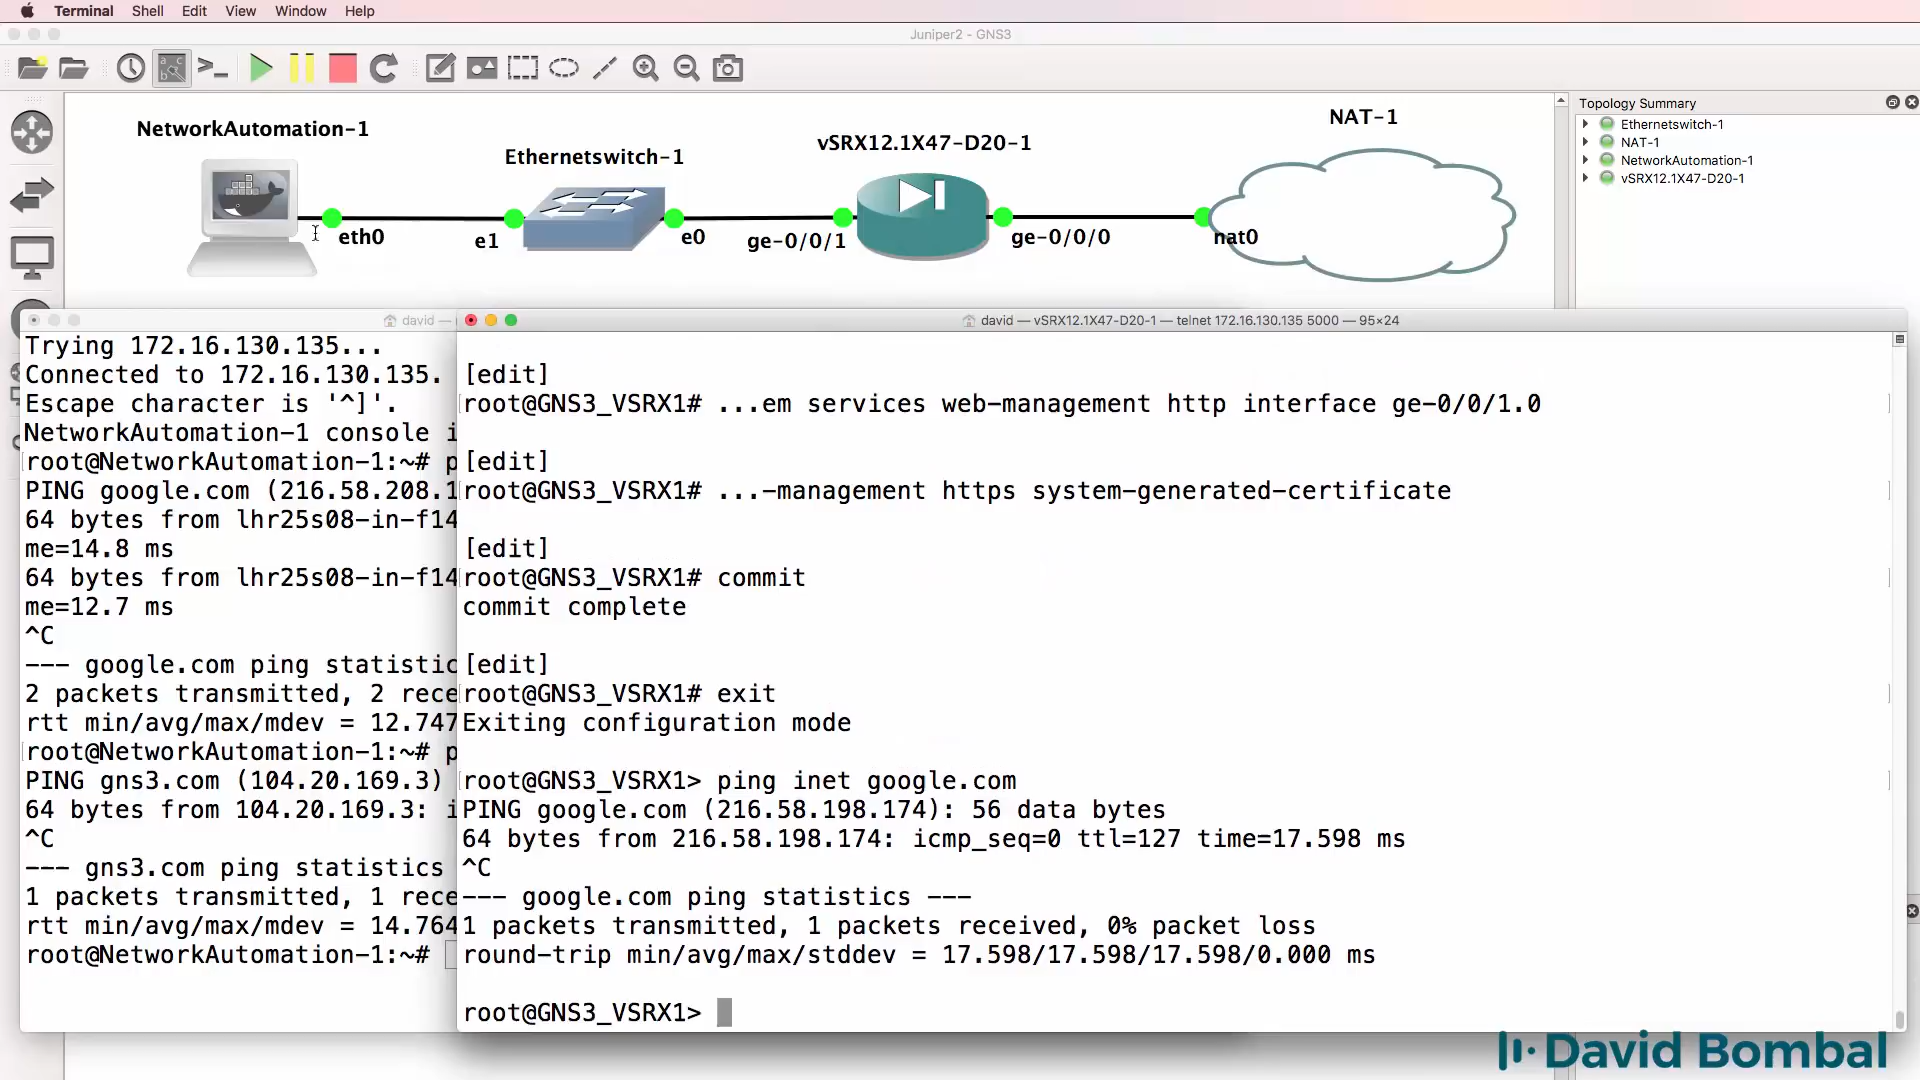 Terminal Shell Edit View Window Help
Juniper2 - GNS3
NetworkAutomation-1
Ethernetswitch-1
vSRX12.1X47-D20-1
NAT-1
eth0
e1
e0
ge-0/0/1
ge-0/0/0
nat0
Topology Summary
Ethernetswitch-1
NAT-1
NetworkAutomation-1
vSRX12.1X47-D20-1
david —
Trying 172.16.130.135...
Connected to 172.16.130.135.
Escape character is '^]'.
NetworkAutomation-1 console i
root@NetworkAutomation-1:~# p
PING google.com (216.58.208.1
64 bytes from lhr25s08-in-f14
me=14.8 ms
64 bytes from lhr25s08-in-f14
me=12.7 ms
^C
--- google.com ping statistic
2 packets transmitted, 2 rece
rtt min/avg/max/mdev = 12.747
root@NetworkAutomation-1:~# p
PING gns3.com (104.20.169.3)
64 bytes from 104.20.169.3: i
^C
--- gns3.com ping statistics
1 packets transmitted, 1 rece
rtt min/avg/max/mdev = 14.764
root@NetworkAutomation-1:~#
david — vSRX12.1X47-D20-1 — telnet 172.16.130.135 5000 — 95×24
[edit]
root@GNS3_VSRX1# ...em services web-management http interface ge-0/0/1.0
[edit]
root@GNS3_VSRX1# ...-management https system-generated-certificate
[edit]
root@GNS3_VSRX1# commit
commit complete
[edit]
root@GNS3_VSRX1# exit
Exiting configuration mode
root@GNS3_VSRX1> ping inet google.com
PING google.com (216.58.198.174): 56 data bytes
64 bytes from 216.58.198.174: icmp_seq=0 ttl=127 time=17.598 ms
^C
--- google.com ping statistics ---
1 packets transmitted, 1 packets received, 0% packet loss
round-trip min/avg/max/stddev = 17.598/17.598/17.598/0.000 ms
root@GNS3_VSRX1>
David Bombal